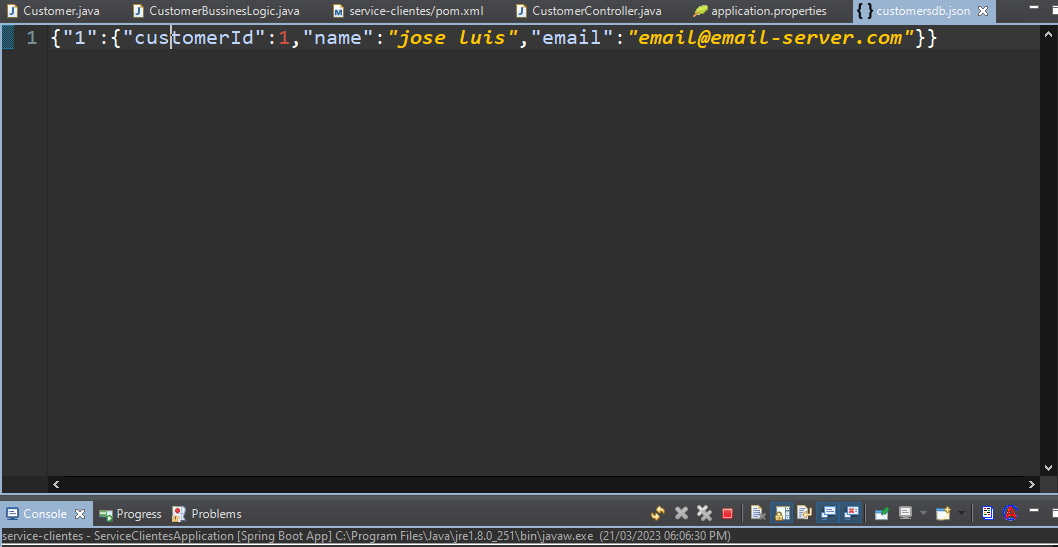 Customer.java CustomerBussinesLogic.java service-clientes/pom.xml CustomerController.java application.properties customersdb.json
1 {"1":{"customerId":1,"name":"jose luis","email":"email@email-server.com"}}
Console Progress Problems
service-clientes - ServiceClientesApplication [Spring Boot App] C:\Program Files\Java\jre1.8.0_251\bin\javaw.exe (21/03/2023 06:06:30 PM)